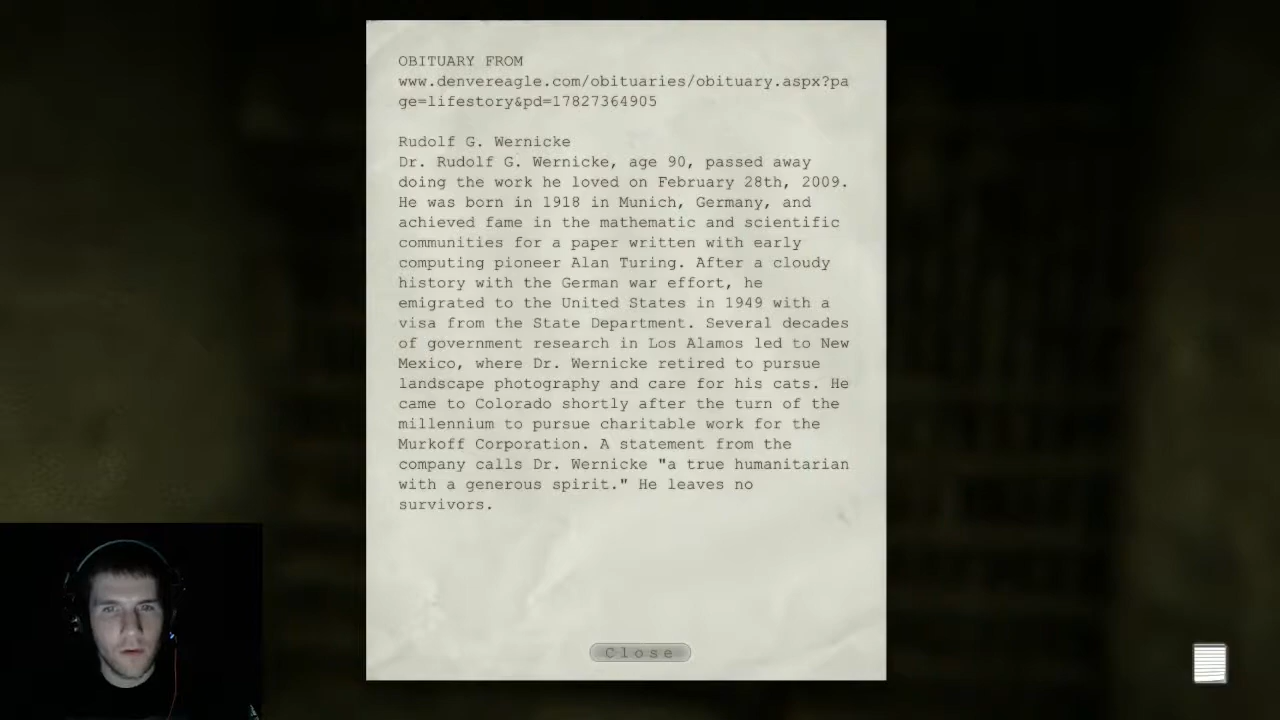 OBITUARY FROM
www.denvereagle.com/obituaries/obituary.aspx?pa
ge=lifestory&pd=17827364905
Rudolf G. Wernicke
Dr. Rudolf G. Wernicke, age 90, passed away
doing the work he loved on February 28th, 2009.
He was born in 1918 in Munich, Germany, and
achieved fame in the mathematic and scientific
communities for a paper written with early
computing pioneer Alan Turing. After a cloudy
history with the German war effort, he
emigrated to the United States in 1949 with a
visa from the State Department. Several decades
of government research in Los Alamos led to New
Mexico, where Dr. Wernicke retired to pursue
landscape photography and care for his cats. He
came to Colorado shortly after the turn of the
millennium to pursue charitable work for the
Murkoff Corporation. A statement from the
company calls Dr. Wernicke "a true humanitarian
with a generous spirit." He leaves no
survivors.
Close